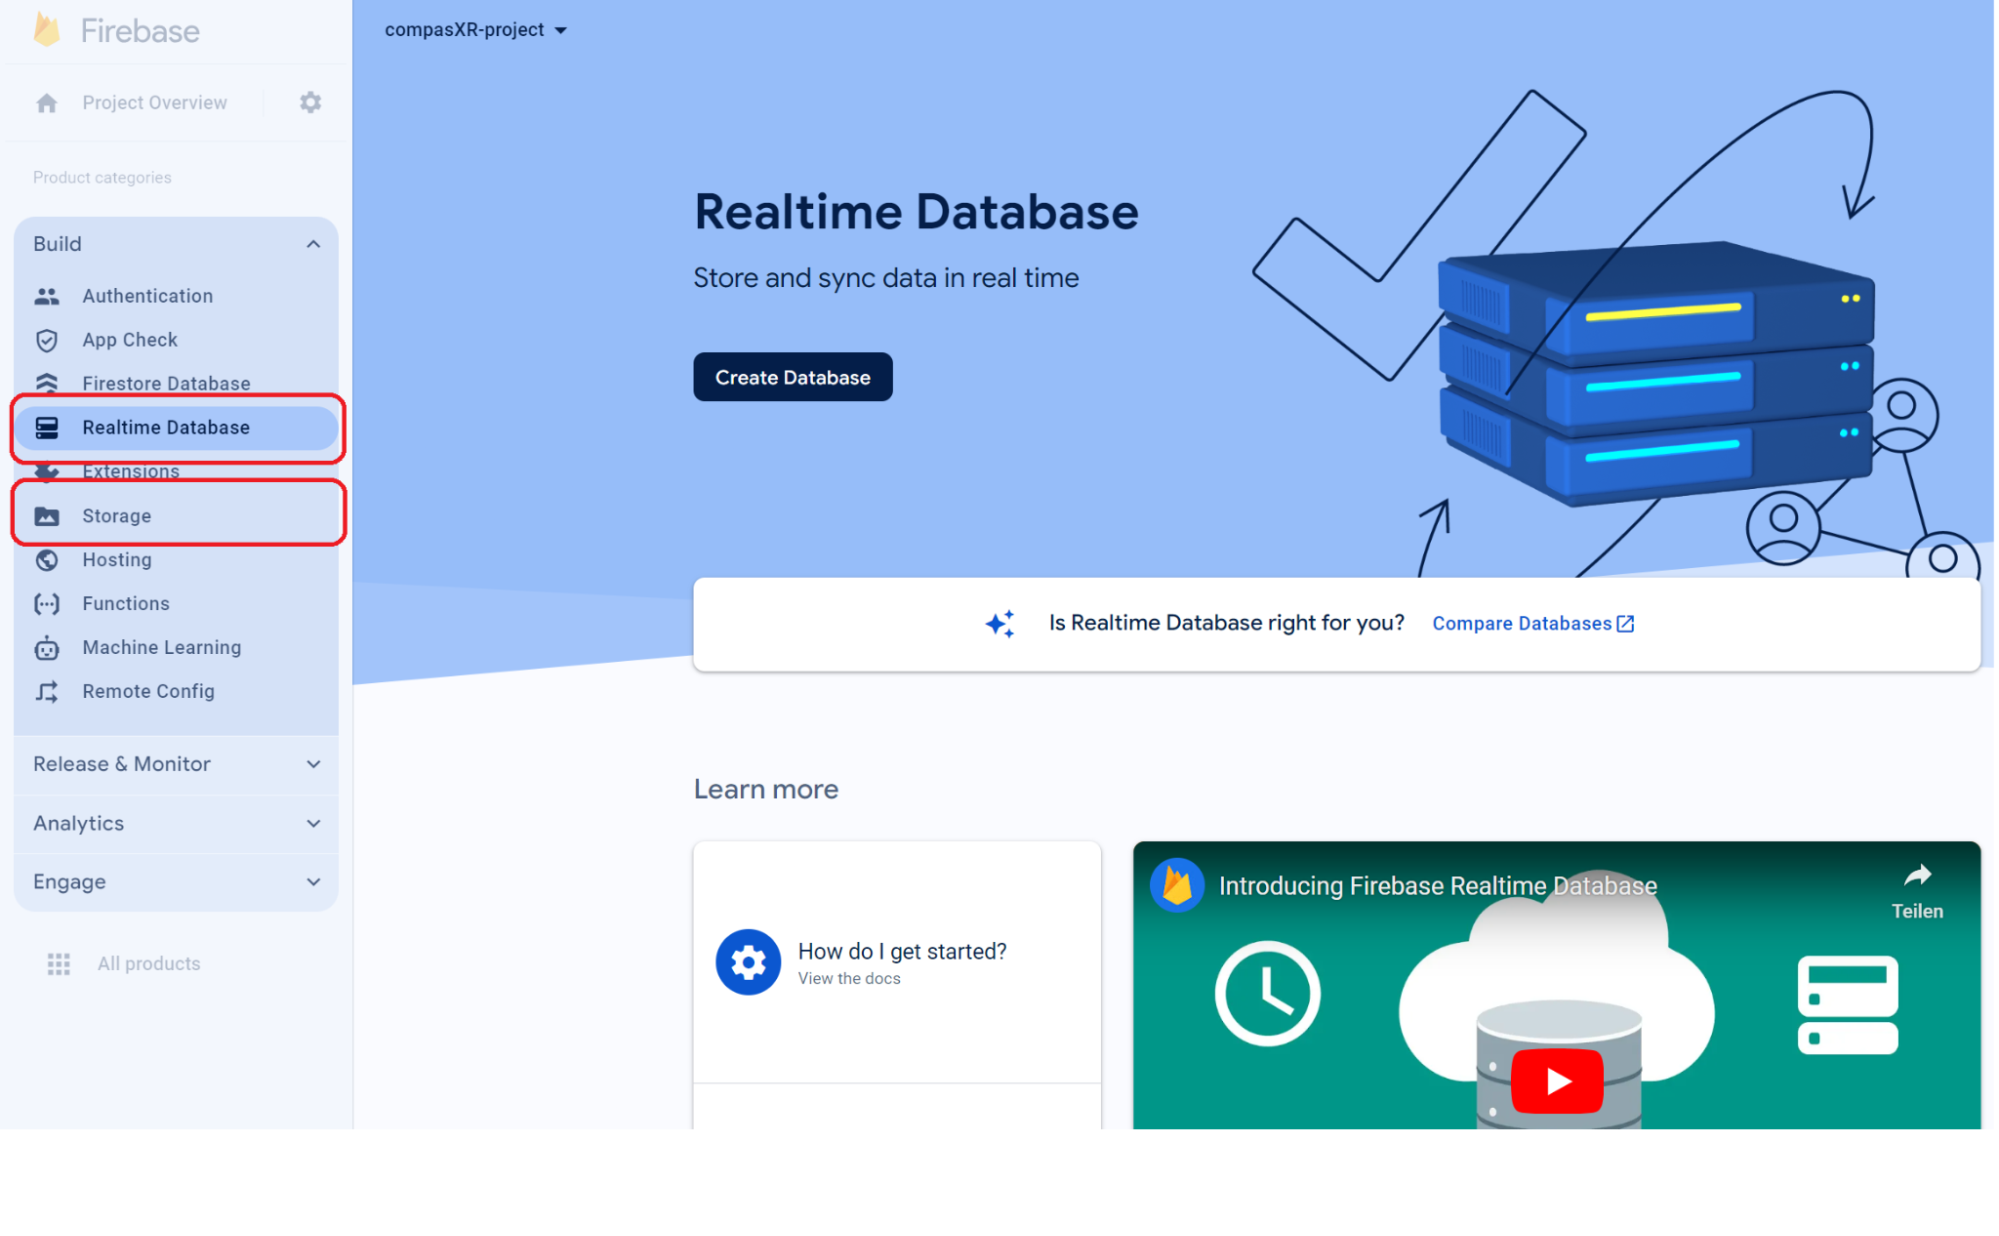 Firebase
compasXR-project
Project Overview
Product categories
Build
Authentication
App Check
Firestore Database
Realtime Database
Extensions
Storage
Hosting
Functions
Machine Learning
Remote Config
Release & Monitor
Analytics
Engage
All products
Realtime Database
Store and sync data in real time
Create Database
Is Realtime Database right for you? Compare Databases
Learn more
How do I get started?
View the docs
Introducing Firebase Realtime Database
Teilen